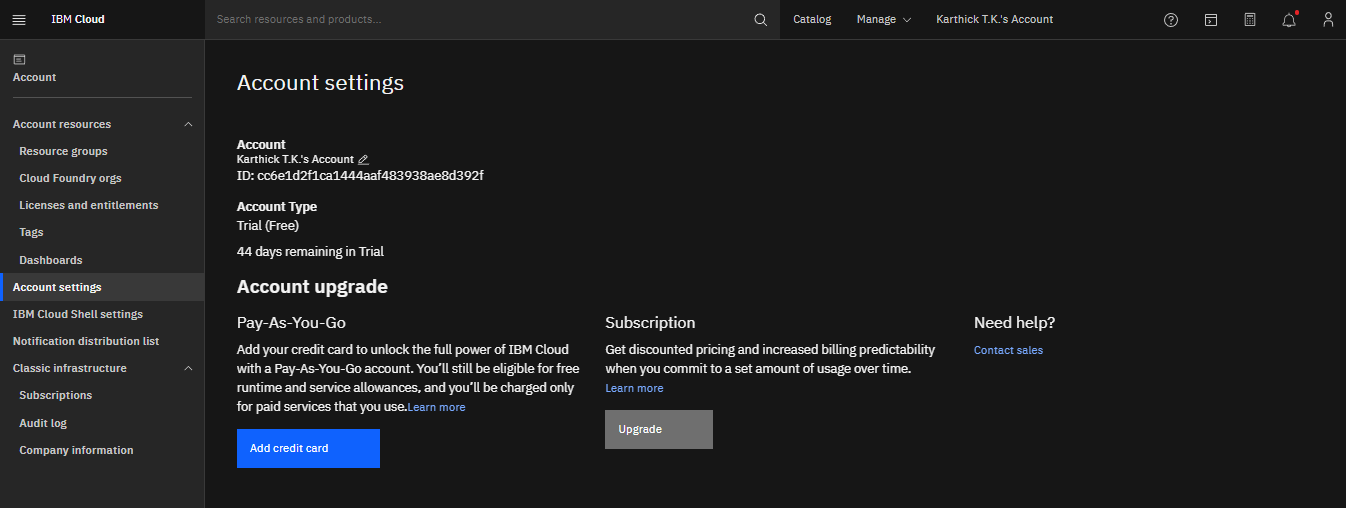 IBM Cloud
Search resources and products...
Catalog
Manage
Karthick T.K.'s Account
Account
Account resources
Resource groups
Cloud Foundry orgs
Licenses and entitlements
Tags
Dashboards
Account settings
IBM Cloud Shell settings
Notification distribution list
Classic infrastructure
Subscriptions
Audit log
Company information
Account settings
Account
Karthick T.K.'s Account
ID: cc6e1d2f1ca1444aaf483938ae8d392f
Account Type
Trial (Free)
44 days remaining in Trial
Account upgrade
Pay-As-You-Go
Add your credit card to unlock the full power of IBM Cloud
with a Pay-As-You-Go account. You’ll still be eligible for free
runtime and service allowances, and you’ll be charged only
for paid services that you use.Learn more
Add credit card
Subscription
Get discounted pricing and increased billing predictability
when you commit to a set amount of usage over time.
Learn more
Upgrade
Need help?
Contact sales